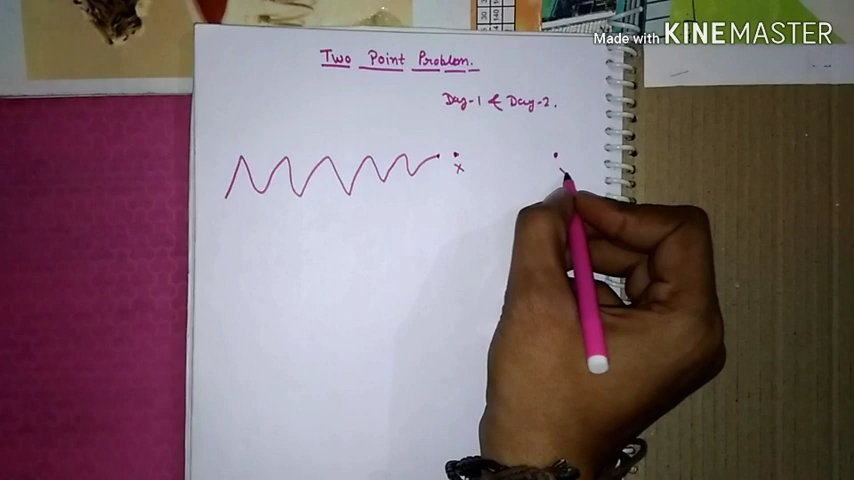 Made with KINEMASTER
Two Point Problem.
Day-1 & Day-2.
x